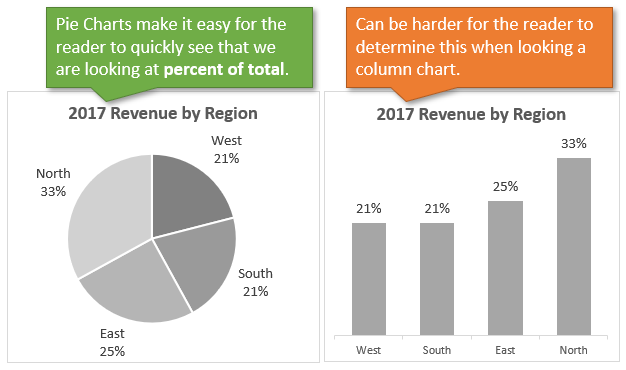 Pie Charts make it easy for the
reader to quickly see that we
are looking at percent of total.
Can be harder for the reader to
determine this when looking a
column chart.
2017 Revenue by Region
West
21%
North
33%
South
21%
East
25%
2017 Revenue by Region
33%
25%
21%
21%
West
South
East
North